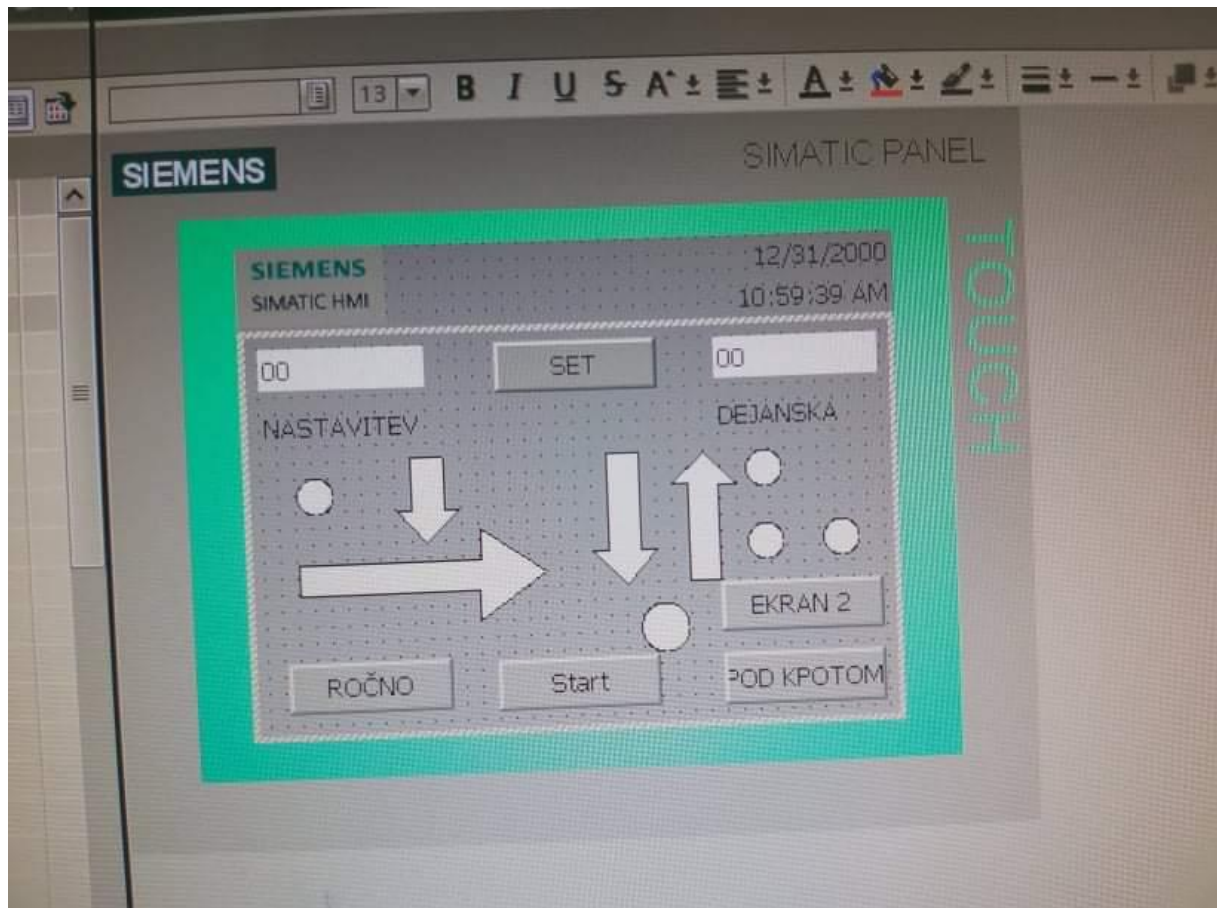 13 B I U S A A
SIEMENS
SIMATIC PANEL
TOUCH
SIEMENS
SIMATIC HMI
12/31/2000
10:59:39 AM
00
SET
00
NASTAVITEV
DEJANSKA
EKRAN 2
ROČNO
Start
POD KPOTOM